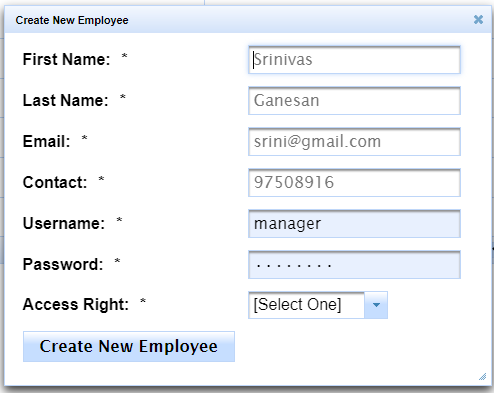 Create New Employee
First Name: * Srinivas
Last Name: * Ganesan
Email: * srini@gmail.com
Contact: * 97508916
Username: * manager
Password: * ········
Access Right: * [Select One]
Create New Employee